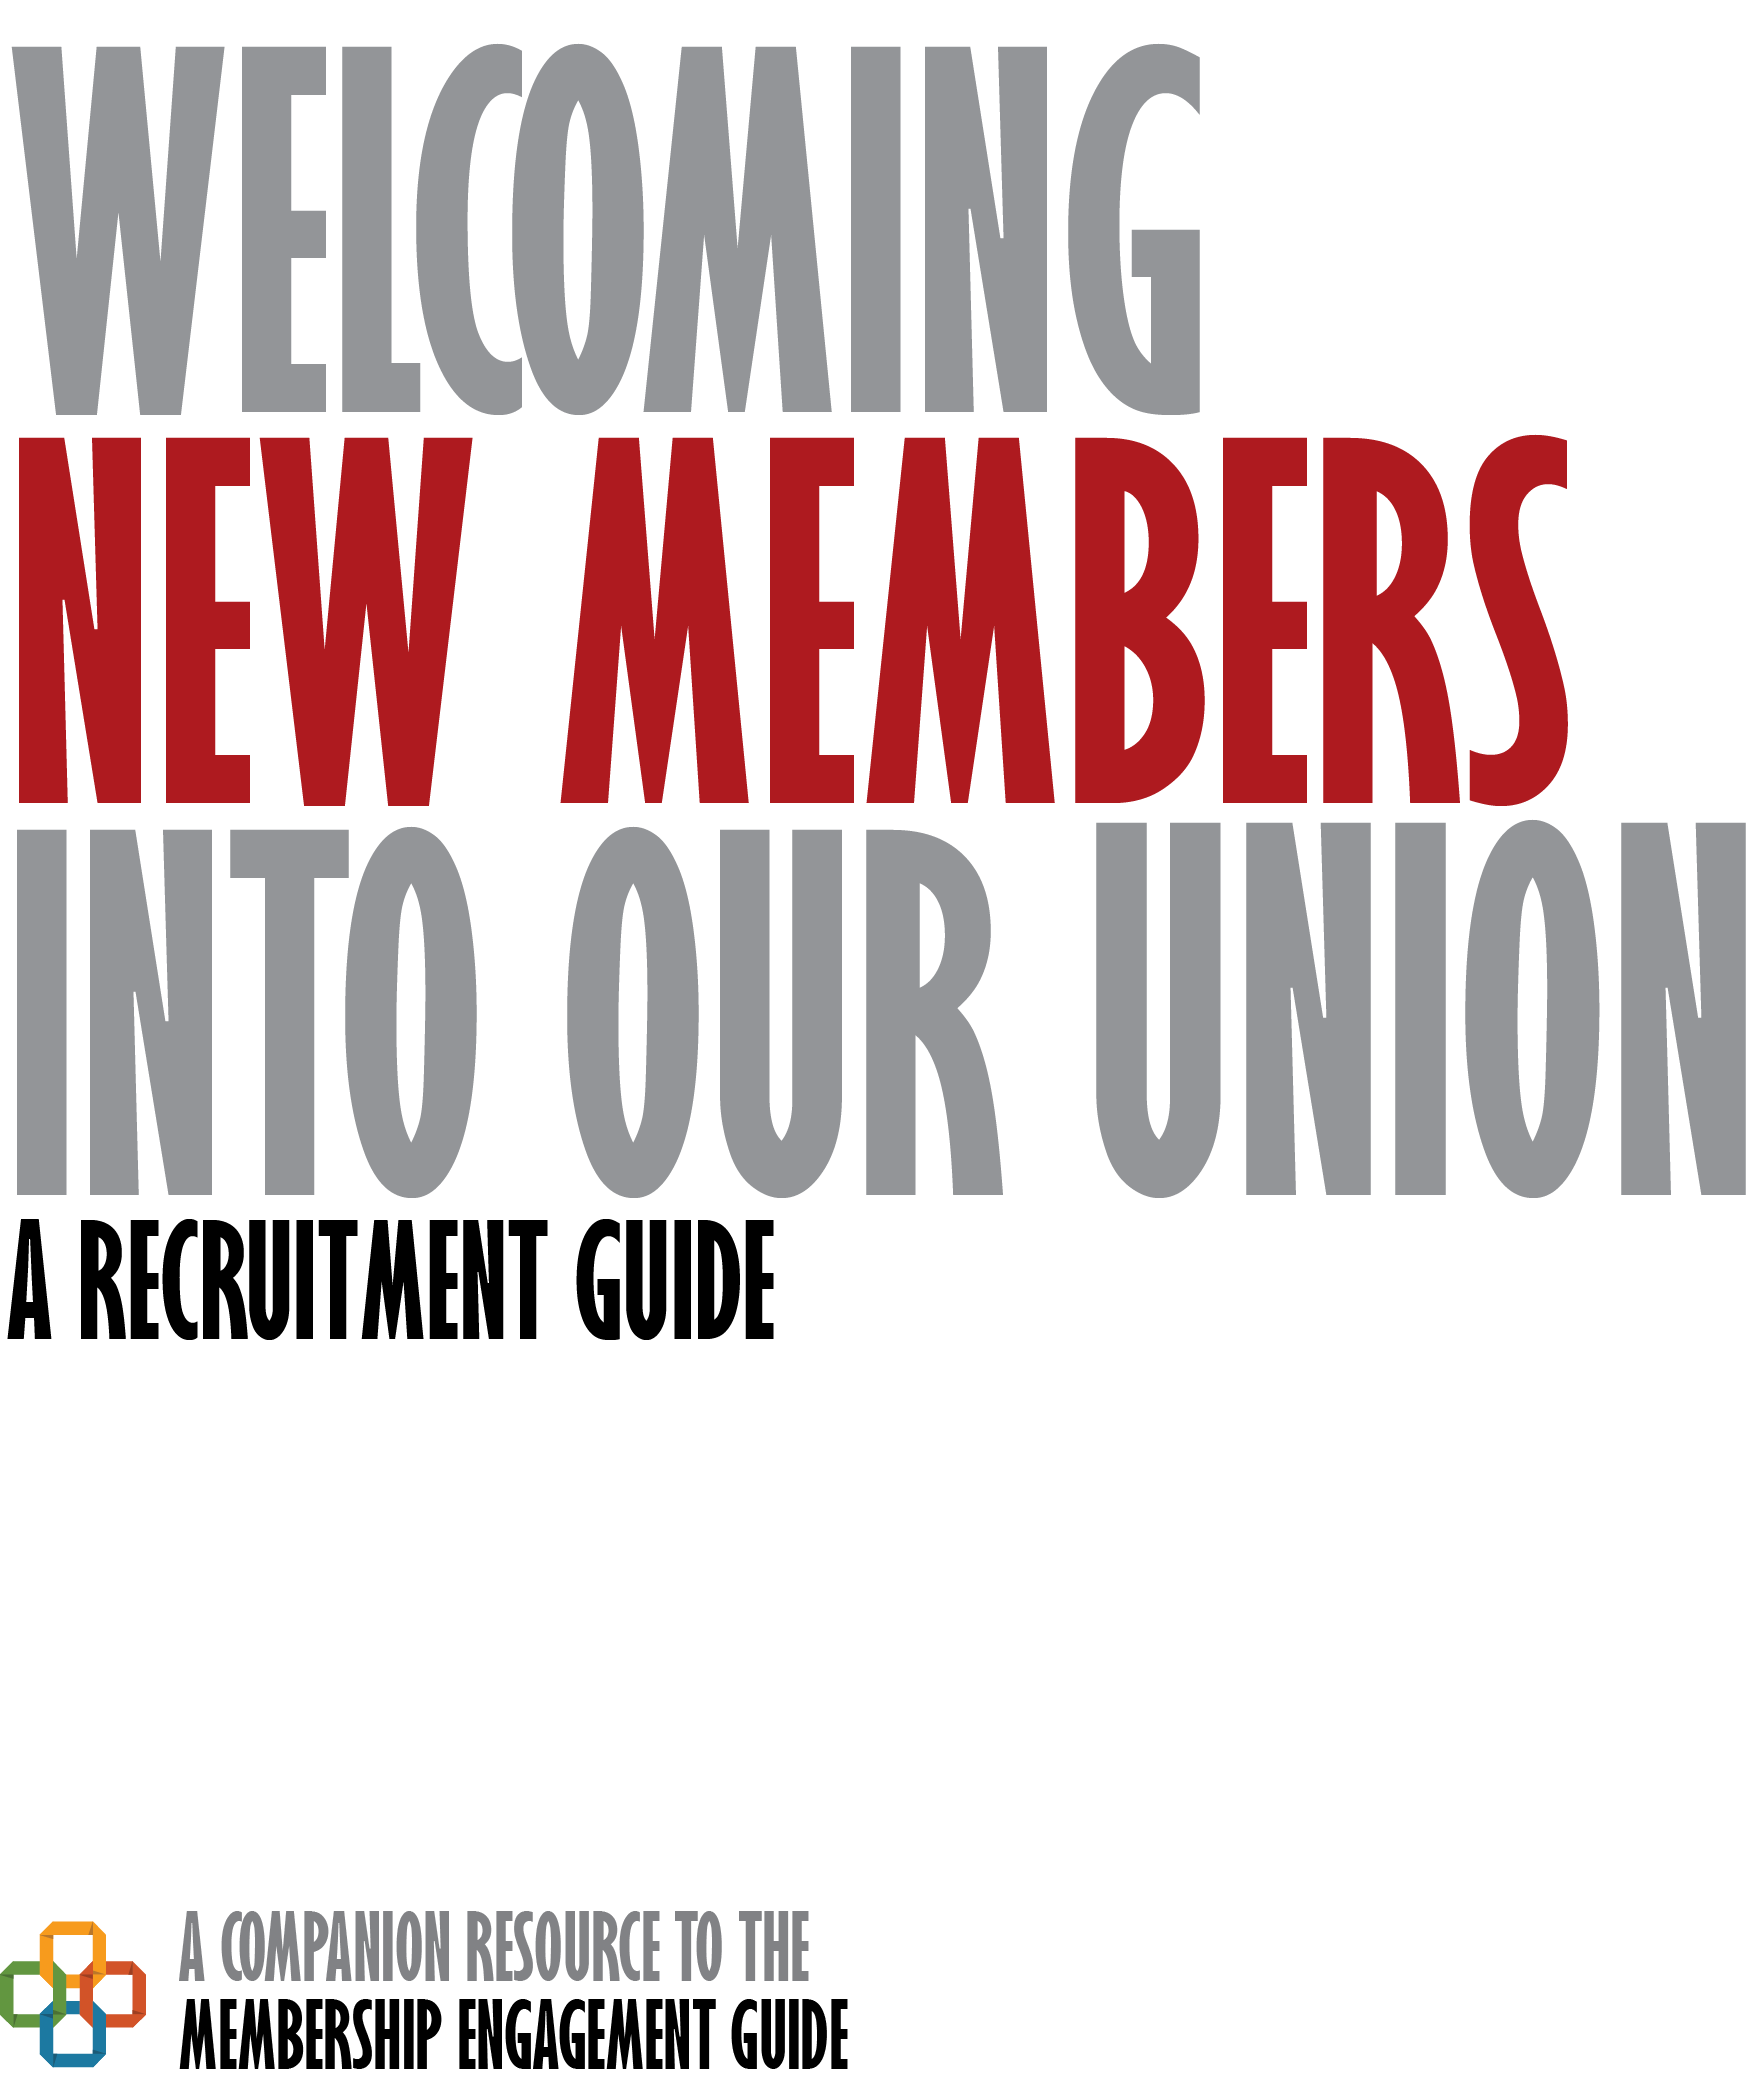 WELCOMING
NEW MEMBERS
INTO OUR UNION
A RECRUITMENT GUIDE
A COMPANION RESOURCE TO THE
MEMBERSHIP ENGAGEMENT GUIDE